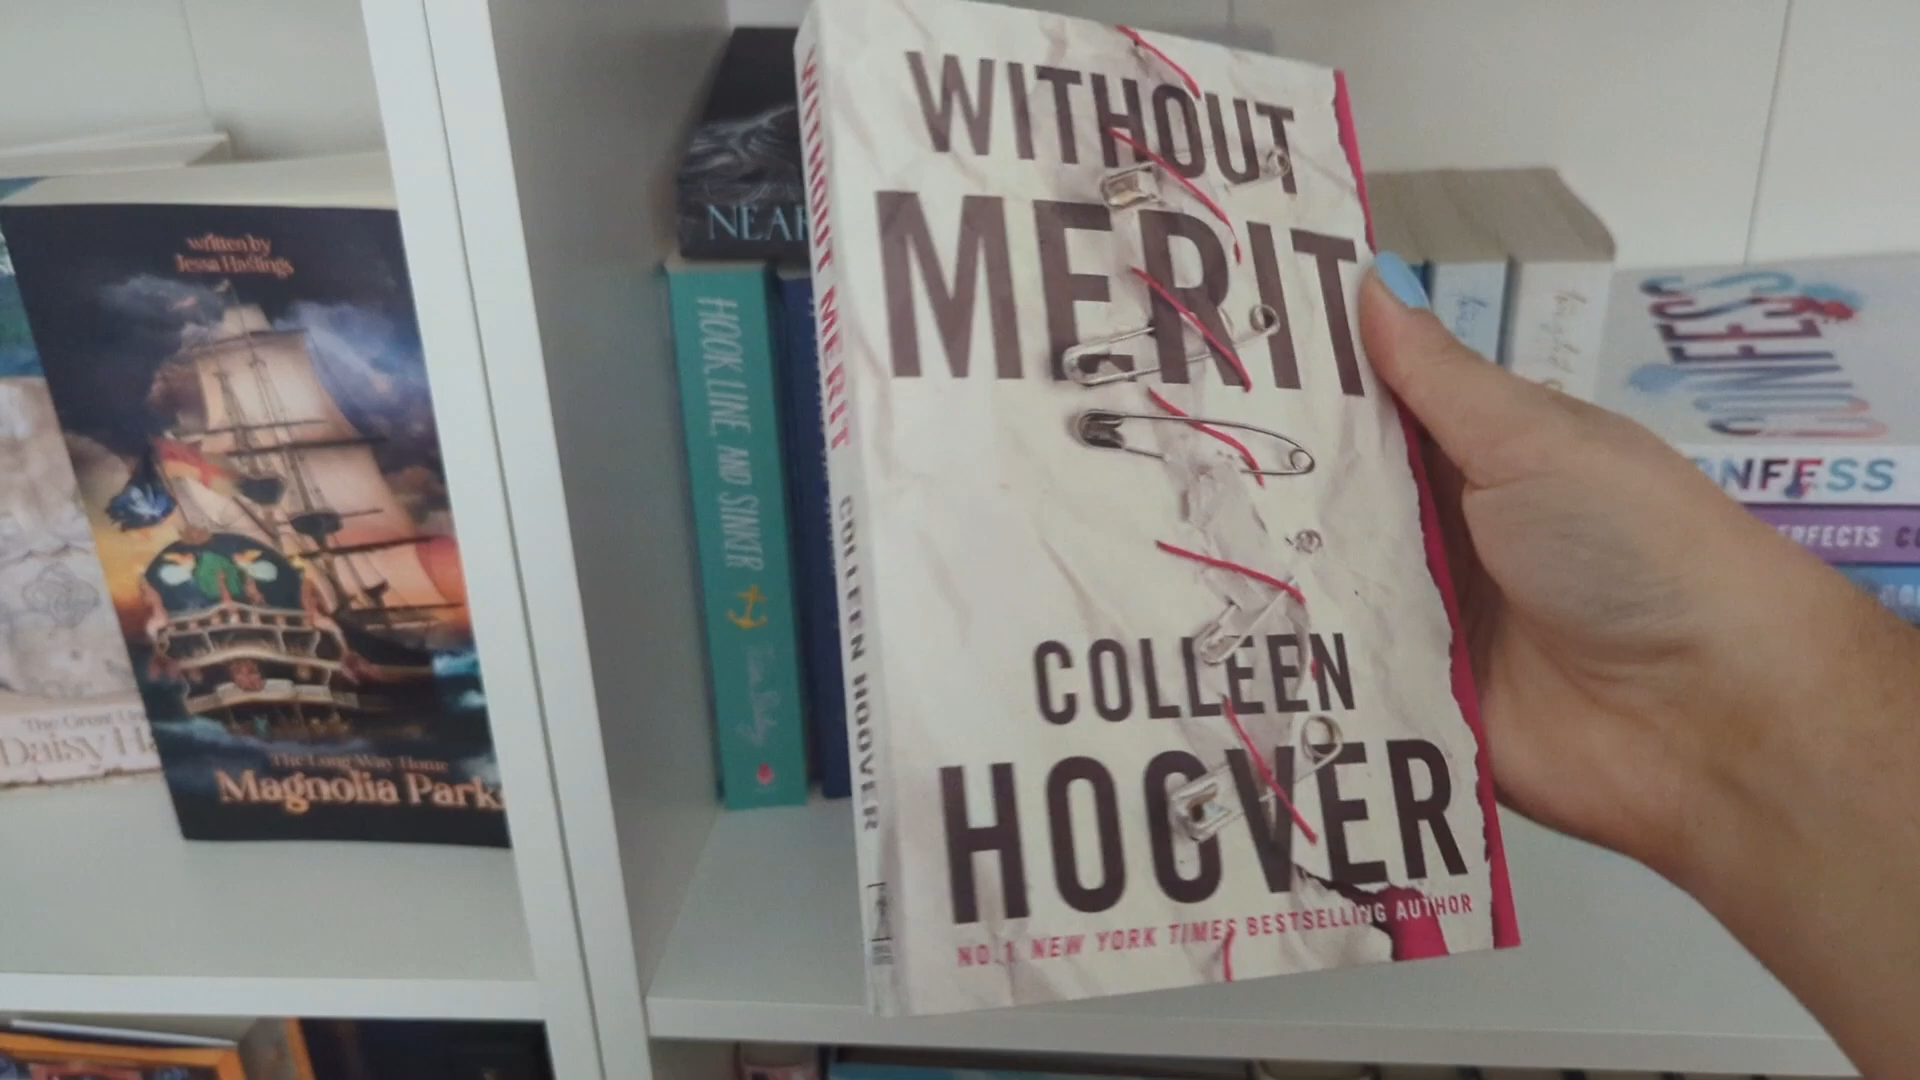 written by
Jessa Hastings
The Long Way Home
Magnolia Parks
Daisy Ha
NEAR
HOOK, LINE, AND SINKER
WITHOUT MERIT COLLEEN HOOVER
WITHOUT
MERIT
COLLEEN
HOOVER
NO.1 NEW YORK TIMES BESTSELLING AUTHOR
CONFESS
ONFESS
ERFECTS